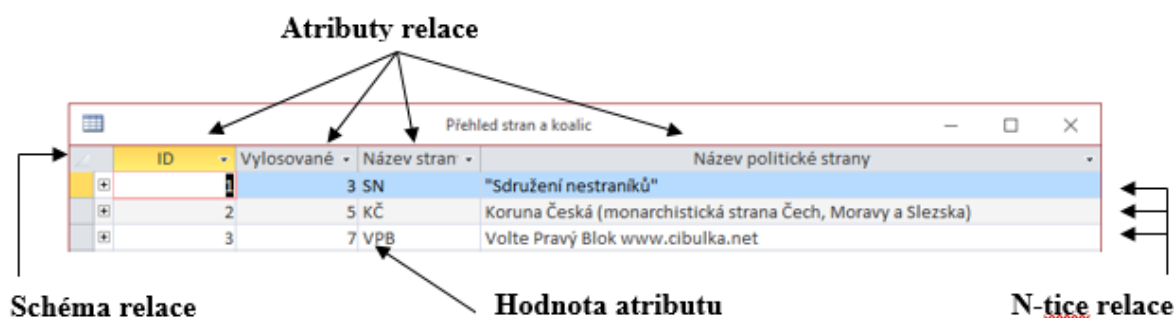 Atributy relace
Přehled stran a koalic
ID Vylosované Název stran Název politické strany
1 3 SN "Sdružení nestraníků"
2 5 KČ Koruna Česká (monarchistická strana Čech, Moravy a Slezska)
3 7 VPB Volte Pravý Blok www.cibulka.net
Schéma relace Hodnota atributu N-tice relace